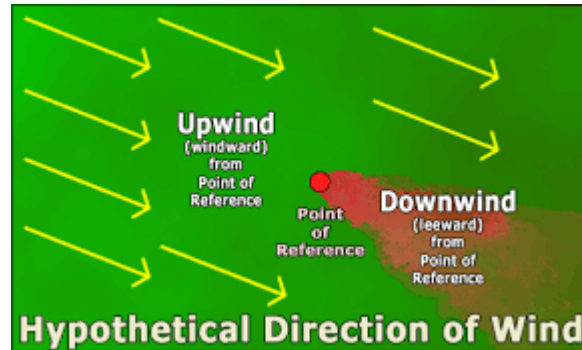 Upwind
(windward)
from
Point of
Reference
Point
of
Reference
Downwind
(leeward)
from
Point of
Reference
Hypothetical Direction of Wind